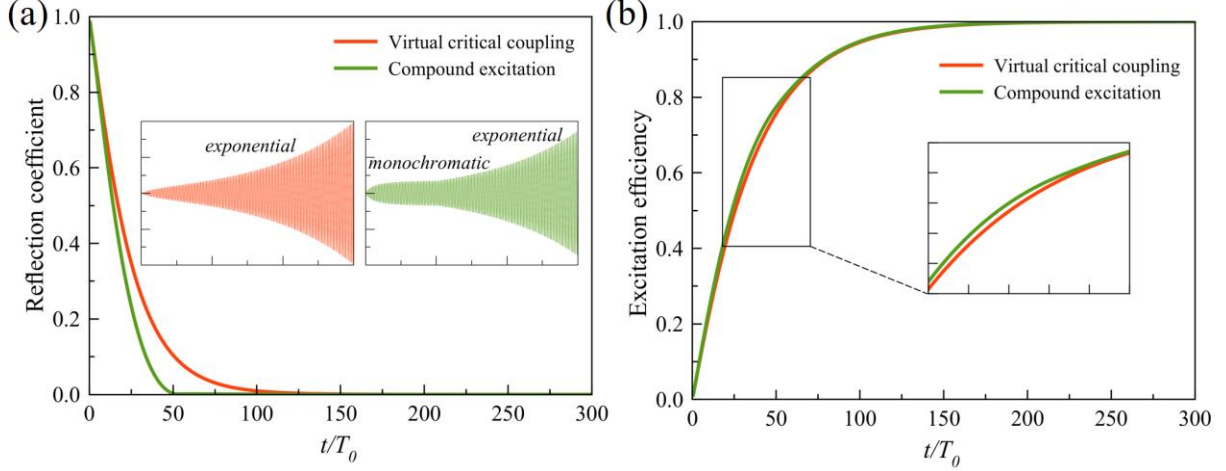 (a)
Reflection coefficient
1.0
0.8
0.6
0.4
0.2
0.0
Virtual critical coupling
Compound excitation
exponential
exponential
monochromatic
0 50 100 150 200 250 300
t/T0
(b)
Excitation efficiency
1.0
0.8
0.6
0.4
0.2
0.0
Virtual critical coupling
Compound excitation
0 50 100 150 200 250 300
t/T0